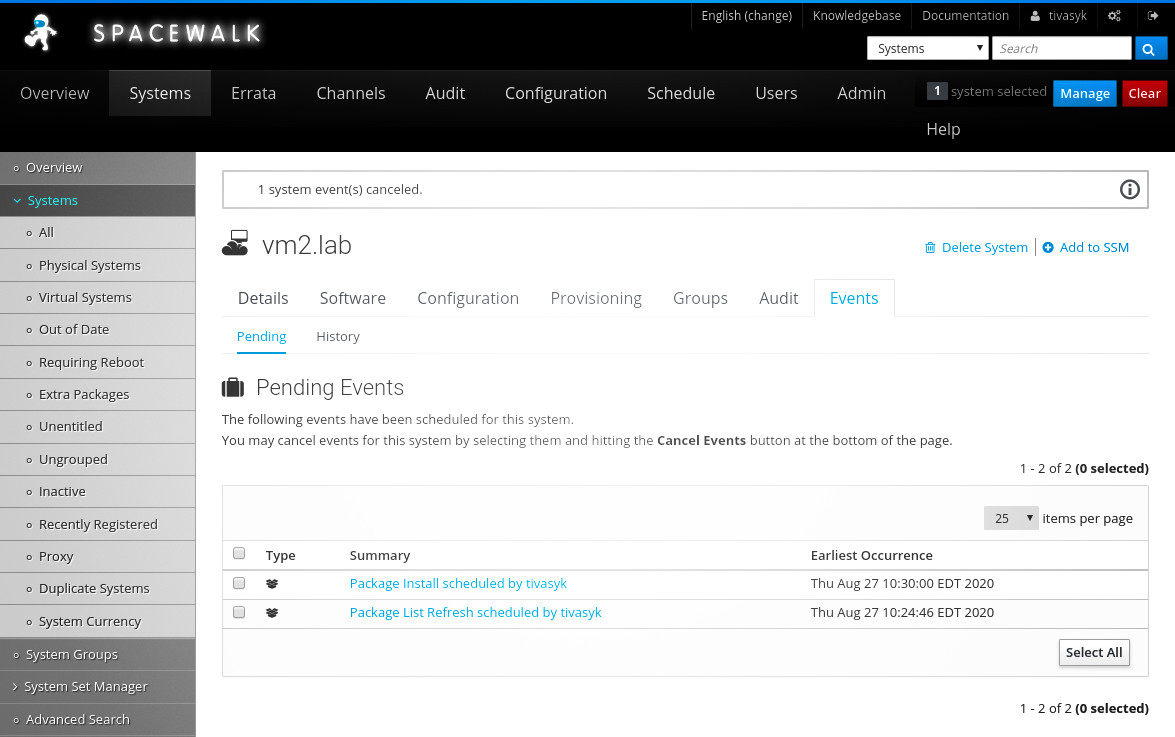 English (change) Knowledgebase Documentation tivasyk
SPACEWALK
Systems Search
Overview Systems Errata Channels Audit Configuration Schedule Users Admin 1 system selected Manage Clear
Help
Overview
Systems
All
Physical Systems
Virtual Systems
Out of Date
Requiring Reboot
Extra Packages
Unentitled
Ungrouped
Inactive
Recently Registered
Proxy
Duplicate Systems
System Currency
System Groups
System Set Manager
Advanced Search
1 system event(s) canceled.
vm2.lab
Delete System Add to SSM
Details Software Configuration Provisioning Groups Audit Events
Pending History
Pending Events
The following events have been scheduled for this system.
You may cancel events for this system by selecting them and hitting the Cancel Events button at the bottom of the page.
1 - 2 of 2 (0 selected)
25 items per page
Type Summary Earliest Occurrence
Package Install scheduled by tivasyk Thu Aug 27 10:30:00 EDT 2020
Package List Refresh scheduled by tivasyk Thu Aug 27 10:24:46 EDT 2020
Select All
1 - 2 of 2 (0 selected)